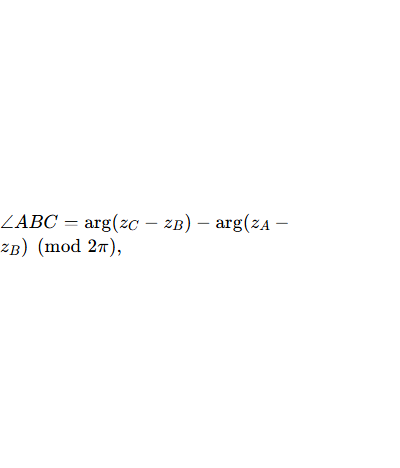 ∠ABC = arg(z_C − z_B) − arg(z_A −
z_B) (mod 2π),